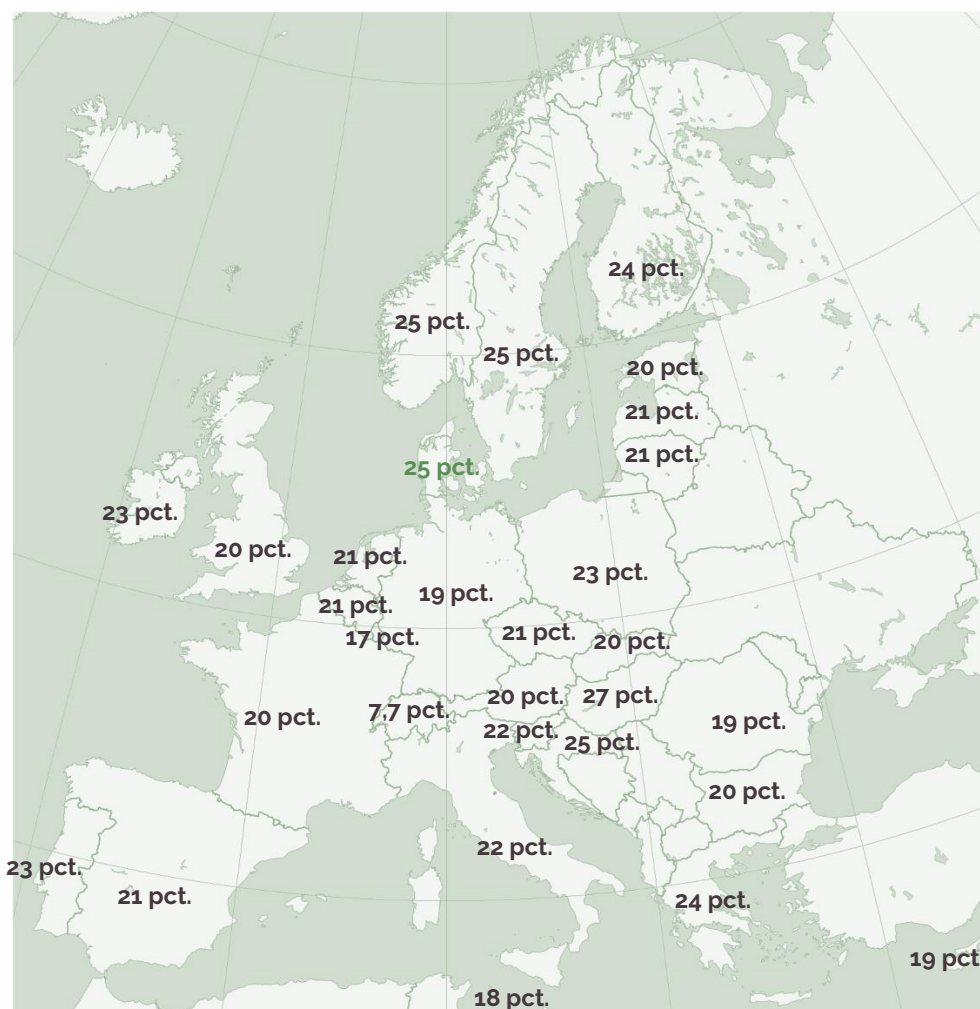 24 pct.
25 pct.
25 pct.
20 pct.
21 pct.
21 pct.
25 pct.
23 pct.
20 pct.
21 pct.
19 pct.
23 pct.
21 pct.
17 pct.
21 pct.
20 pct.
20 pct.
7,7 pct.
20 pct.
27 pct.
19 pct.
22 pct.
25 pct.
20 pct.
22 pct.
23 pct.
21 pct.
24 pct.
19 pct
18 pct.